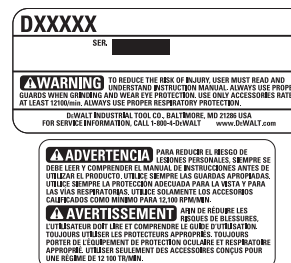 DXXXXX
SER.
WARNING TO REDUCE THE RISK OF INJURY, USER MUST READ AND
UNDERSTAND INSTRUCTION MANUAL. ALWAYS USE PROPE
GUARDS WHEN GRINDING AND WEAR EYE PROTECTION. USE ONLY ACCESSORIES RATE
AT LEAST 12100/min. ALWAYS USE PROPER RESPIRATORY PROTECTION.
DEWALT INDUSTRIAL TOOL CO., BALTIMORE, MD 21286 USA
FOR SERVICE INFORMATION, CALL 1-800-4-DEWALT www.DEWALT.com
ADVERTENCIA PARA REDUCIR EL RIESGO DE
LESIONES PERSONALES, SIEMPRE SE
DEBE LEER Y COMPRENDER EL MANUAL DE INSTRUCCIONES ANTES DE
UTILIZAR EL PRODUCTO. UTILICE SIEMPRE LAS GUARDAS APROPIADAS.
UTILICE SIEMPRE LA PROTECCIÓN ADECUADA PARA LA VISTA Y PARA
LAS VÍAS RESPIRATORIAS. UTILICE SOLAMENTE LOS ACCESORIOS
CALIFICADOS COMO MÍNIMO PARA 12,100 RPM/MIN.
AVERTISSEMENT AFIN DE RÉDUIRE LES
RISQUES DE BLESSURES,
L'UTILISATEUR DOIT LIRE ET COMPRENDRE LE GUIDE D'UTILISATION.
TOUJOURS UTILISER LES PROTECTEURS APPROPRIÉS. TOUJOURS
PORTER DE L'ÉQUIPEMENT DE PROTECTION OCULAIRE ET RESPIRATOIRE
APPROPRIÉ. UTILISER SEULEMENT DES ACCESSOIRES CONÇUS POUR
UNE RÉGIME DE 12 100 TR/MIN.